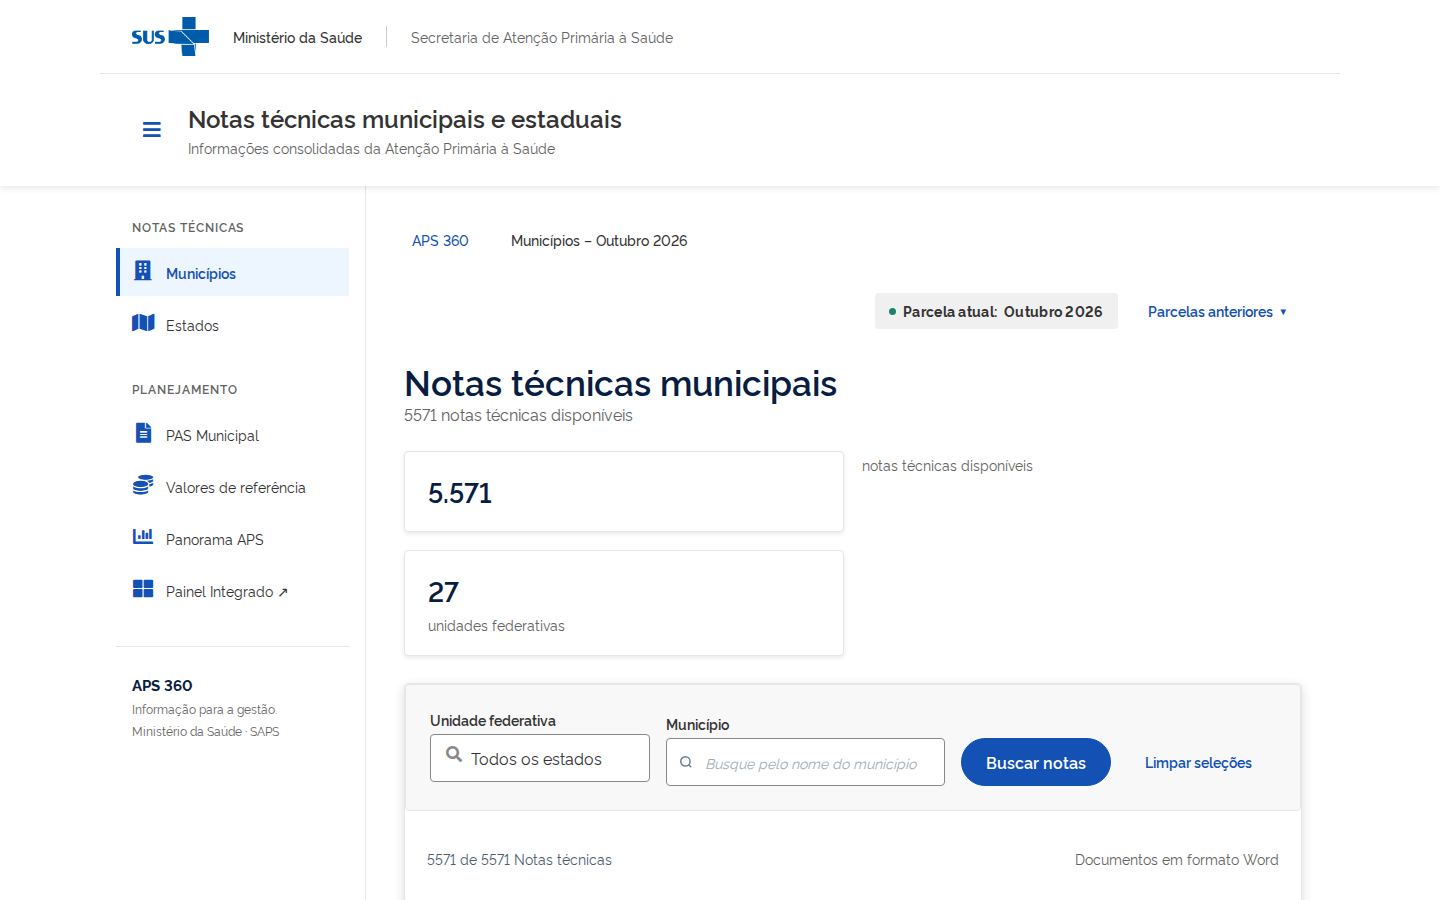 SUS
Ministério da Saúde
Secretaria de Atenção Primária à Saúde
Notas técnicas municipais e estaduais
Informações consolidadas da Atenção Primária à Saúde
NOTAS TÉCNICAS
Municípios
Estados
PLANEJAMENTO
PAS Municipal
Valores de referência
Panorama APS
Painel Integrado ↗
APS 360
Informação para a gestão.
Ministério da Saúde · SAPS
APS 360
Municípios – Outubro 2026
Parcela atual: Outubro 2026
Parcelas anteriores ▾
Notas técnicas municipais
5571 notas técnicas disponíveis
5.571
notas técnicas disponíveis
27
unidades federativas
Unidade federativa
Todos os estados
Município
Busque pelo nome do município
Buscar notas
Limpar seleções
5571 de 5571 Notas técnicas
Documentos em formato Word